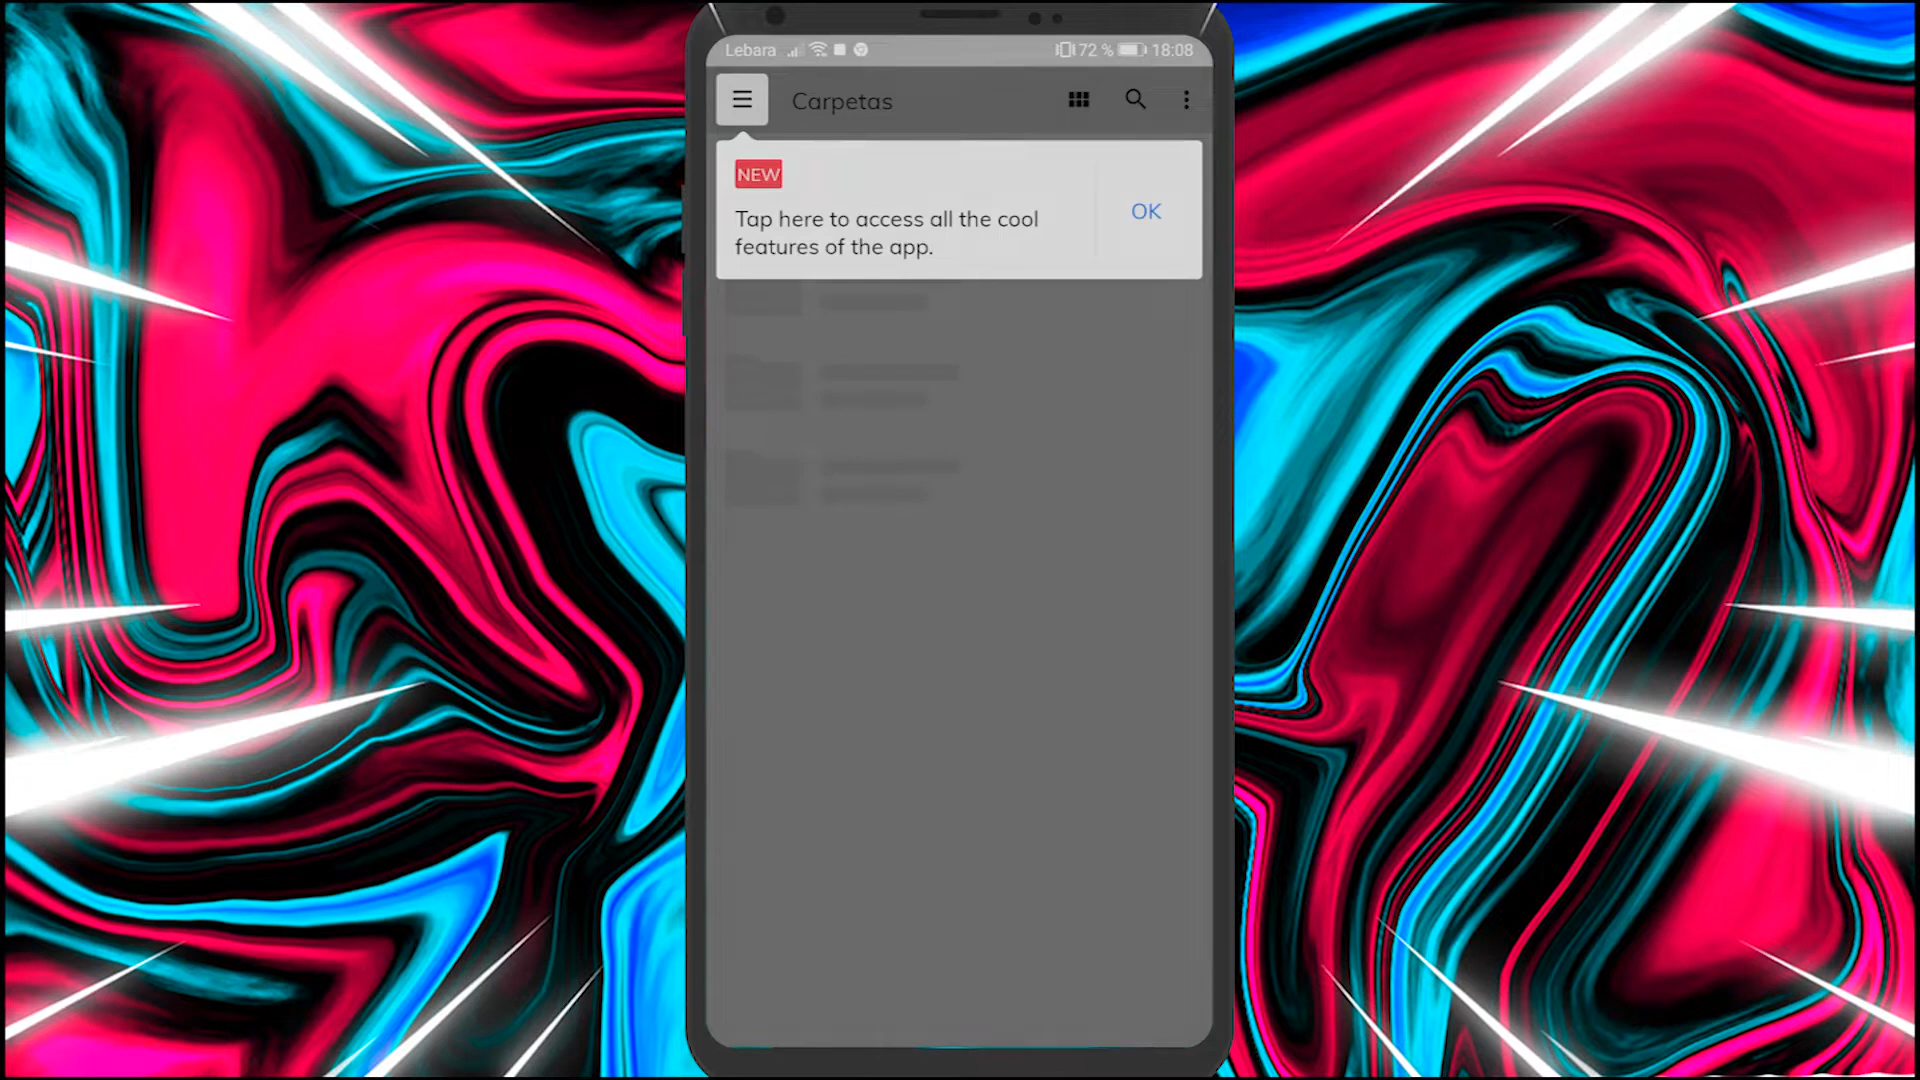 Lebara
72 %
18:08
Carpetas
NEW
Tap here to access all the cool
features of the app.
OK